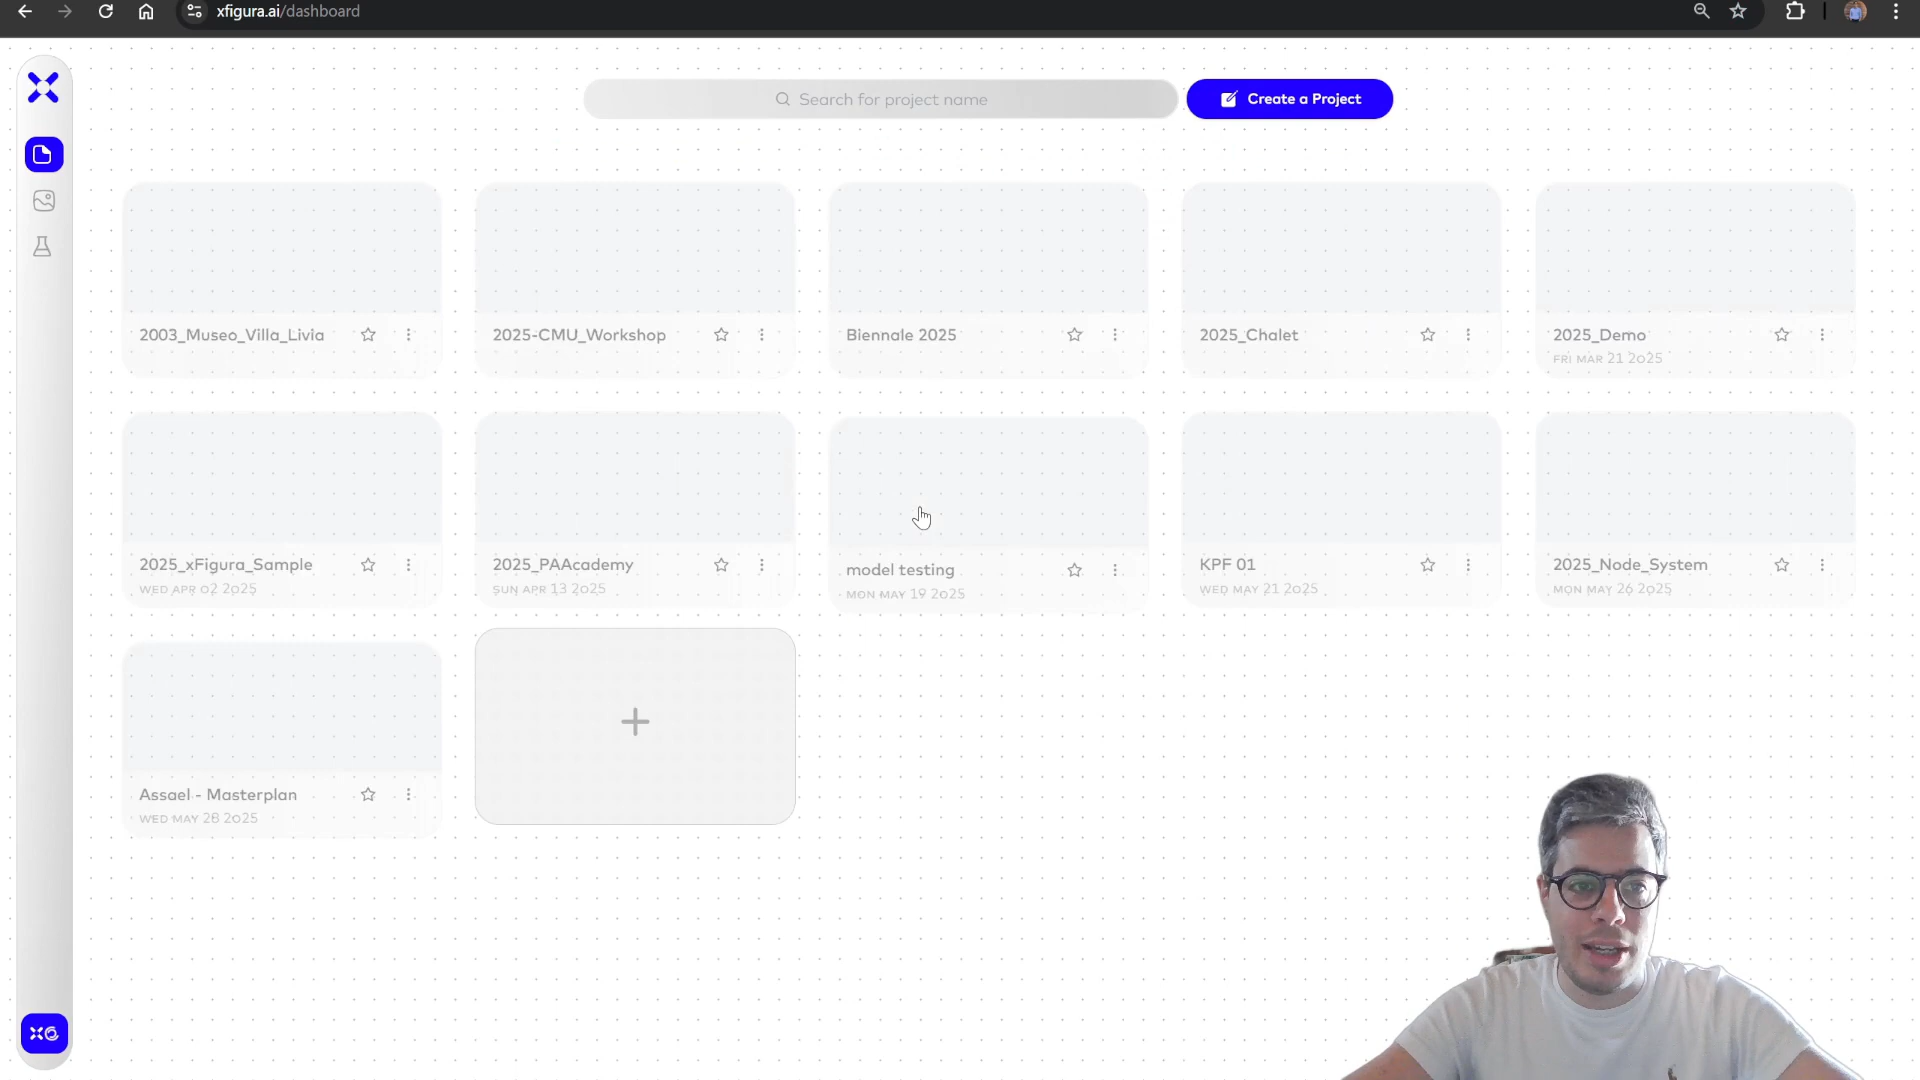 xfigura.ai/dashboard
Search for project name
Create a Project
2003_Museo_Villa_Livia
2025-CMU_Workshop
Biennale 2025
2025_Chalet
2025_Demo
FRI MAR 21 2025
2025_xFigura_Sample
WED APR 02 2025
2025_PAAcademy
SUN APR 13 2025
model testing
MON MAY 19 2025
KPF 01
WED MAY 21 2025
2025_Node_System
MON MAY 26 2025
Assael - Masterplan
WED MAY 28 2025